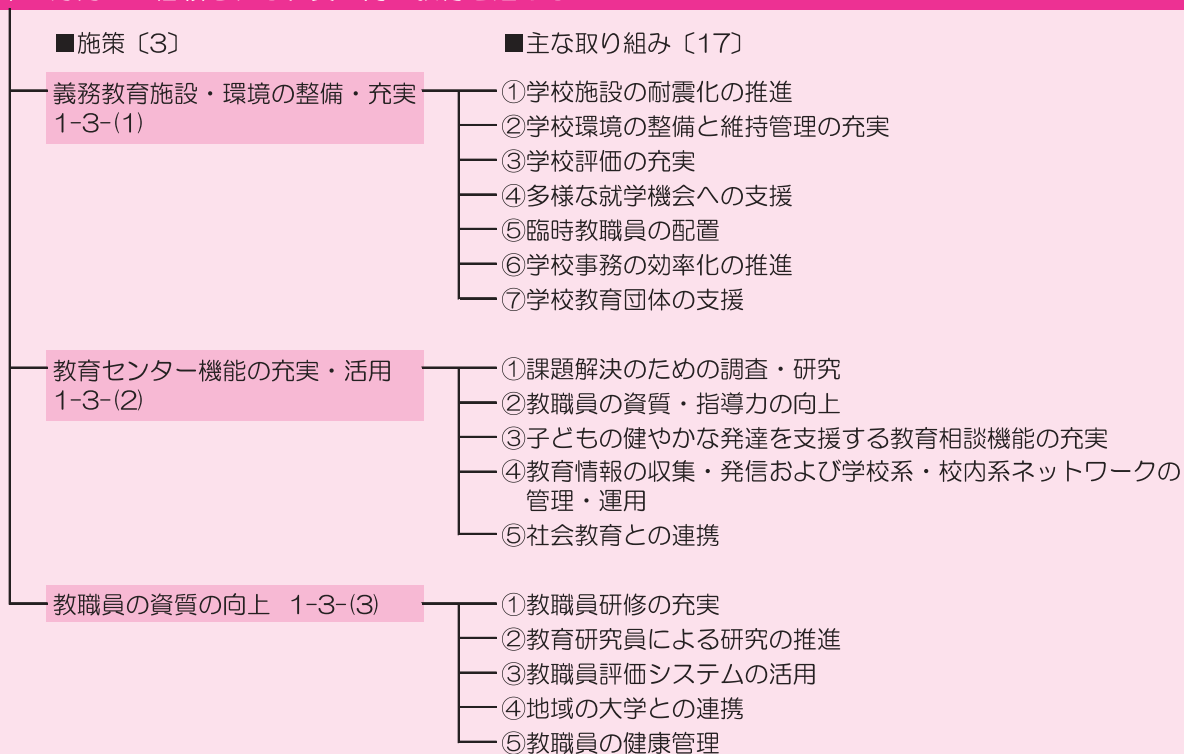 ■施策〔3〕
■主な取り組み〔17〕
義務教育施設・環境の整備・充実
1-3-(1)
①学校施設の耐震化の推進
②学校環境の整備と維持管理の充実
③学校評価の充実
④多様な就学機会への支援
⑤臨時教職員の配置
⑥学校事務の効率化の推進
⑦学校教育団体の支援
教育センター機能の充実・活用
1-3-(2)
①課題解決のための調査・研究
②教職員の資質・指導力の向上
③子どもの健やかな発達を支援する教育相談機能の充実
④教育情報の収集・発信および学校系・校内系ネットワークの
管理・運用
⑤社会教育との連携
教職員の資質の向上 1-3-(3)
①教職員研修の充実
②教育研究員による研究の推進
③教職員評価システムの活用
④地域の大学との連携
⑤教職員の健康管理